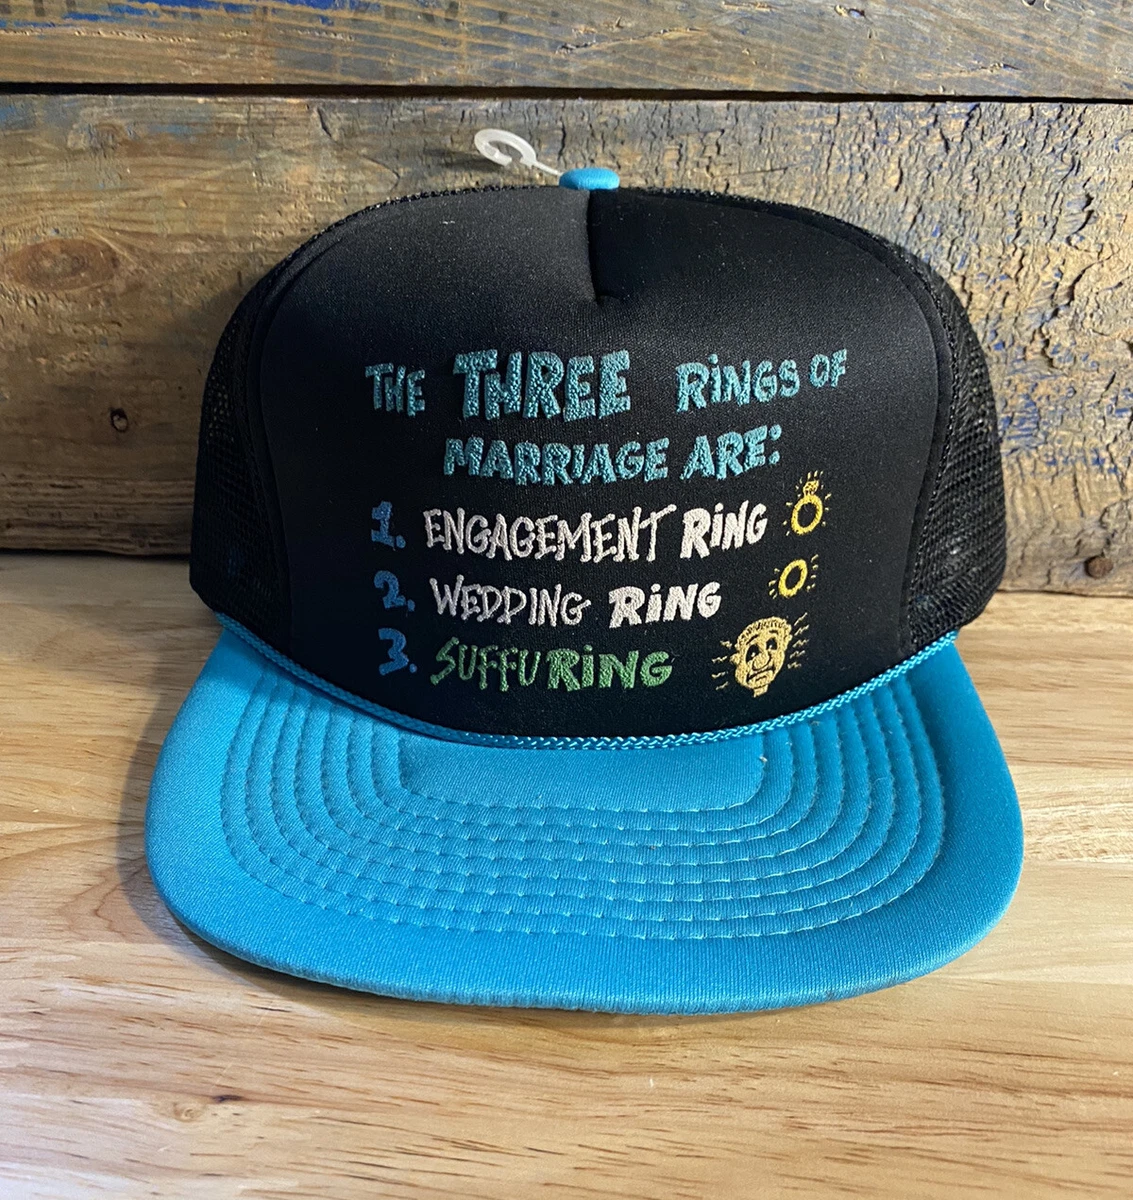 THE THREE RiNGS OF
MARRIAGE ARE:
1. ENGAGEMENT RiNG
2. WEDDING RiNG
3. SUFFURiNG